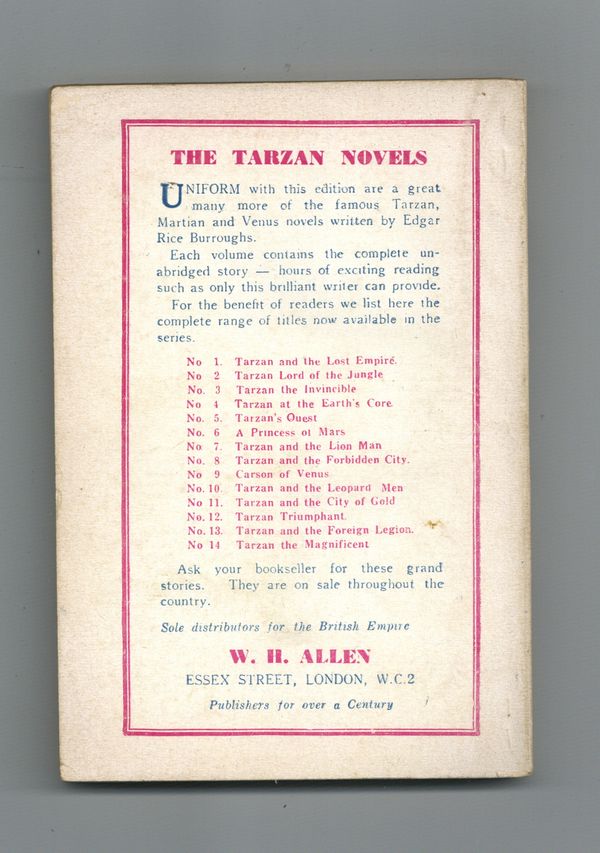 THE TARZAN NOVELS
UNIFORM with this edition are a great
many more of the famous Tarzan,
Martian and Venus novels written by Edgar
Rice Burroughs.
Each volume contains the complete un-
abridged story — hours of exciting reading
such as only this brilliant writer can provide.
For the benefit of readers we list here the
complete range of titles now available in the
series.
No 1. Tarzan and the Lost Empire.
No 2 Tarzan Lord of the Jungle
No. 3 Tarzan the Invincible
No 4 Tarzan at the Earth's Core.
No. 5. Tarzan's Quest
No. 6 A Princess of Mars
No. 7. Tarzan and the Lion Man
No. 8 Tarzan and the Forbidden City.
No 9 Carson of Venus
No. 10. Tarzan and the Leopard Men
No 11. Tarzan and the City of Gold
No. 12. Tarzan Triumphant.
No. 13. Tarzan and the Foreign Legion.
No 14 Tarzan the Magnificent
Ask your bookseller for these grand
stories. They are on sale throughout the
country.
Sole distributors for the British Empire
W. H. ALLEN
ESSEX STREET, LONDON, W.C.2
Publishers for over a Century